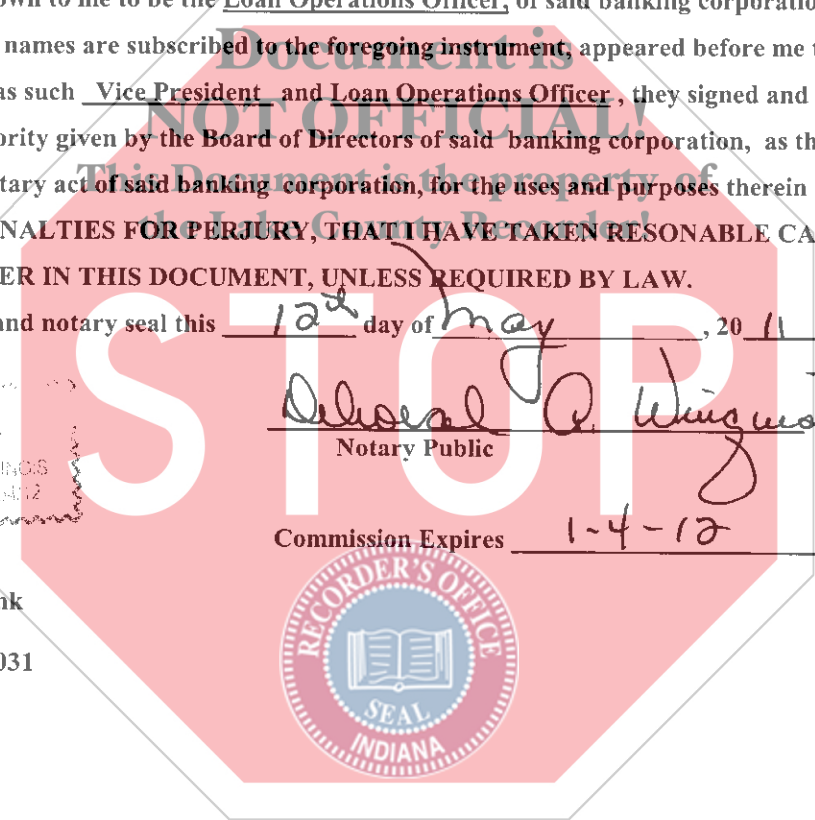 own to me to be the Loan Operations Officer, of said banking corporatio
Document is
names are subscribed to the foregoing instrument, appeared before me t
as such Vice President and Loan Operations Officer, they signed and
NOT OFFICIAL!
ority given by the Board of Directors of said banking corporation, as th
This Document is the property of
tary act of said banking corporation, for the uses and purposes therein
the Lake County Recorder!
NALTIES FOR PERJURY, THAT I HAVE TAKEN RESONABLE CA
ER IN THIS DOCUMENT, UNLESS REQUIRED BY LAW.
and notary seal this 12th day of May, 20 11
STOP
Deborah A.
Notary Public
Commission Expires 1-4-12
nk
031
RECORDER'S OFFICE
SEAL
INDIANA